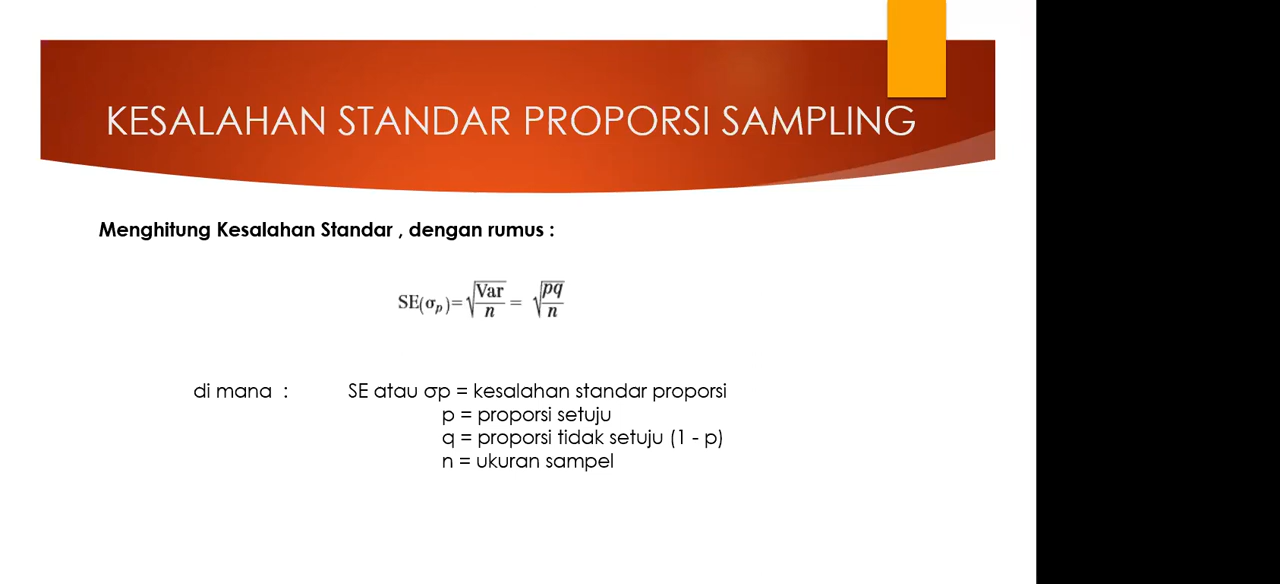 KESALAHAN STANDAR PROPORSI SAMPLING
Menghitung Kesalahan Standar , dengan rumus :
SE(σₚ)=√(Var/n) = √(pq/n)
di mana : SE atau σp = kesalahan standar proporsi
p = proporsi setuju
q = proporsi tidak setuju (1 - p)
n = ukuran sampel